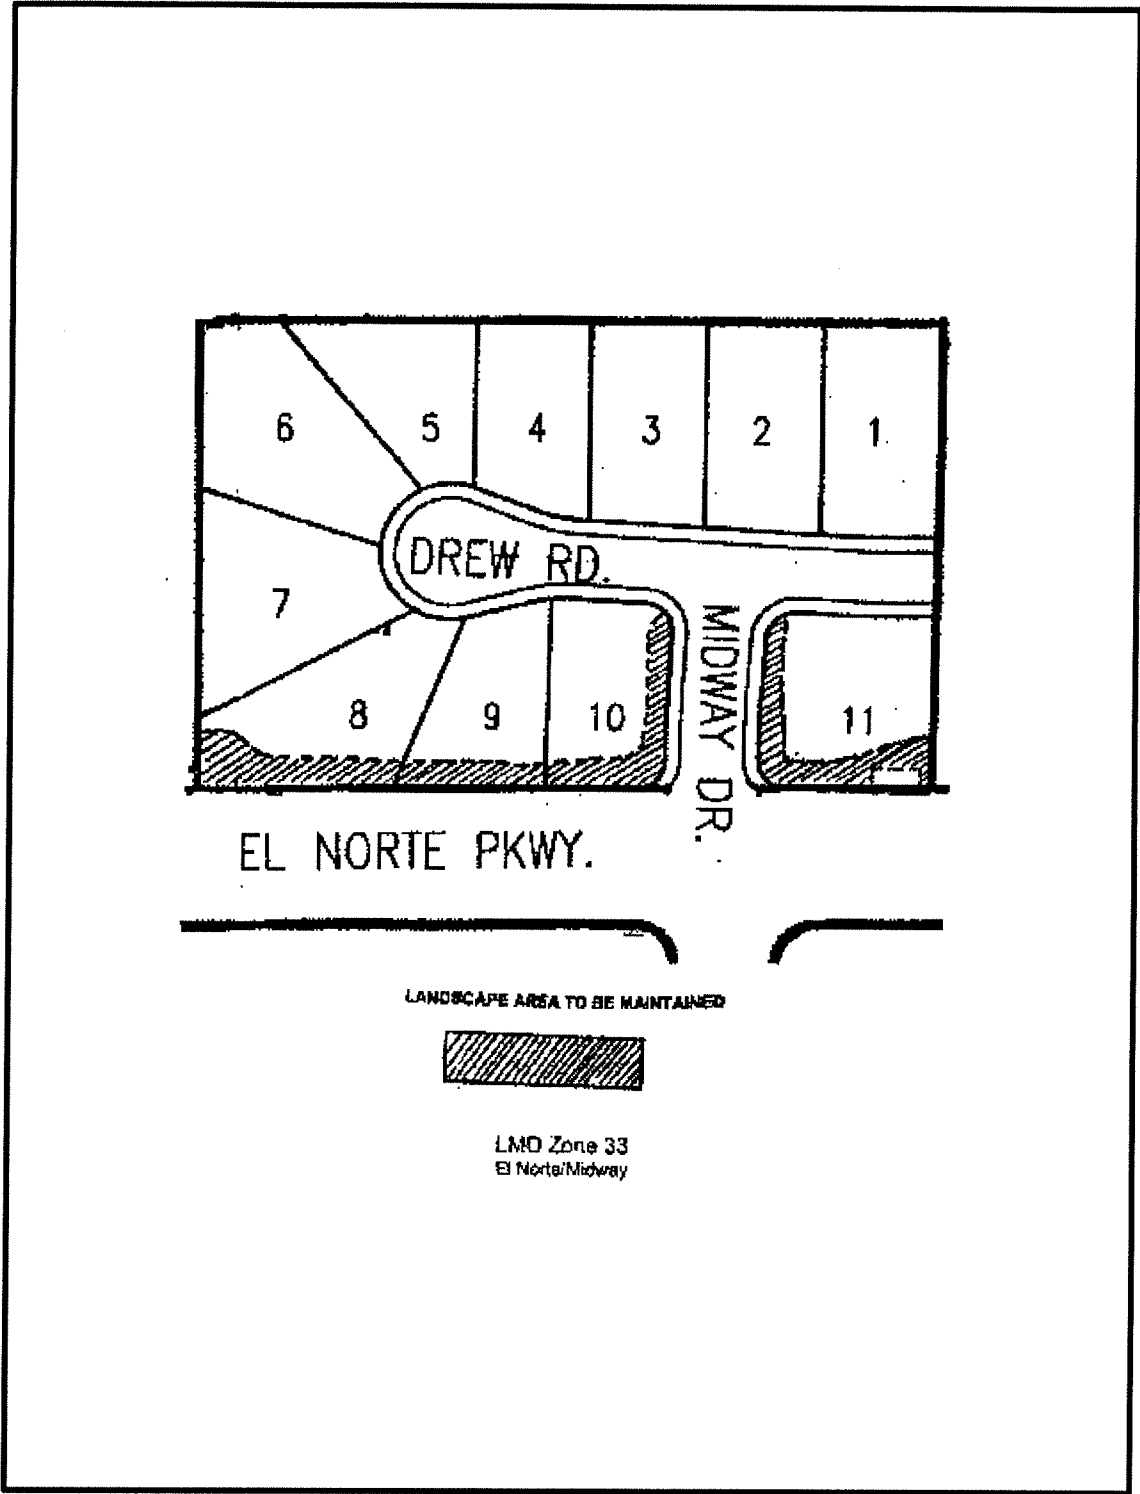 6 5 4 3 2 1
DREW RD.
7
MIDWAY DR.
8 9 10 11
EL NORTE PKWY.
LANDSCAPE AREA TO BE MAINTAINED
LMD Zone 33
El Norte/Midway